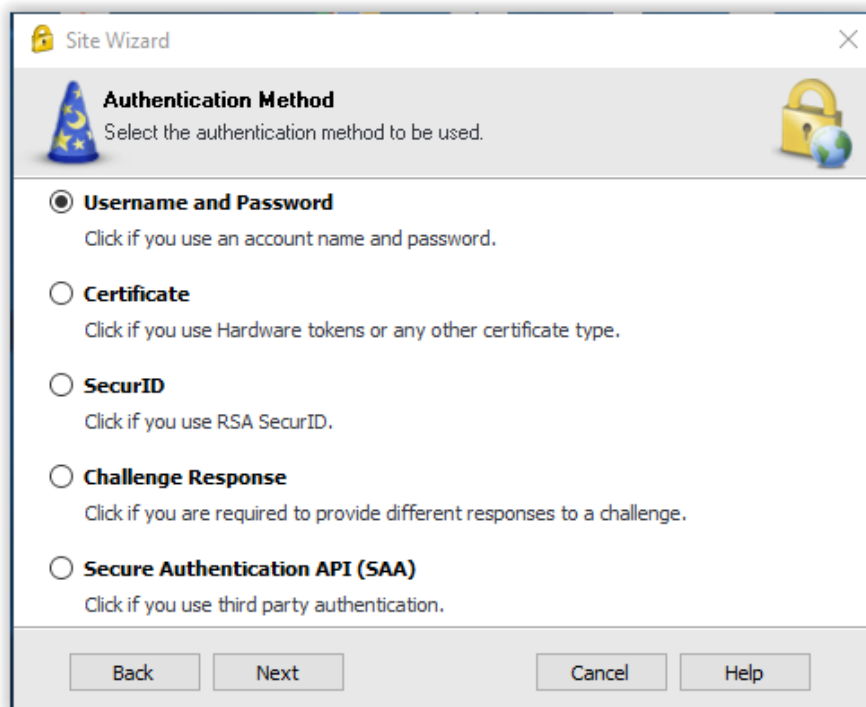 Site Wizard
Authentication Method
Select the authentication method to be used.
Username and Password
Click if you use an account name and password.
Certificate
Click if you use Hardware tokens or any other certificate type.
SecurID
Click if you use RSA SecurID.
Challenge Response
Click if you are required to provide different responses to a challenge.
Secure Authentication API (SAA)
Click if you use third party authentication.
Back Next Cancel Help